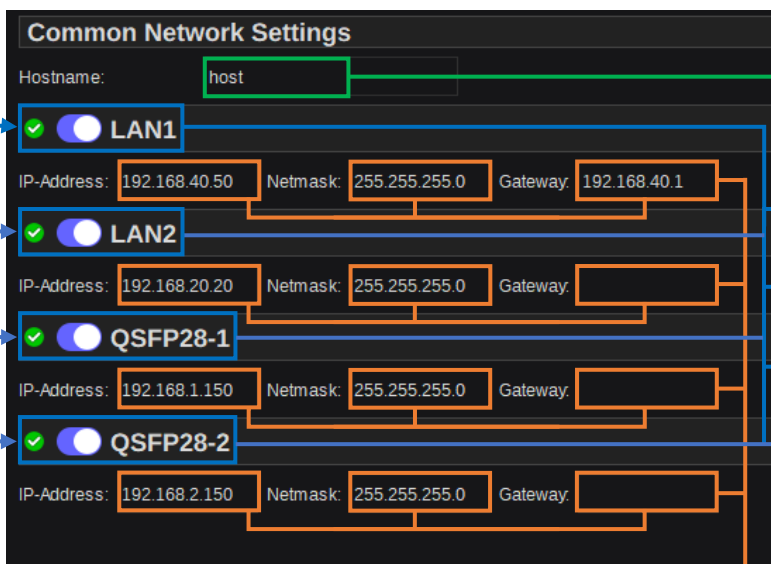 Common Network Settings
Hostname: host
LAN1
IP-Address: 192.168.40.50 Netmask: 255.255.255.0 Gateway: 192.168.40.1
LAN2
IP-Address: 192.168.20.20 Netmask: 255.255.255.0 Gateway:
QSFP28-1
IP-Address: 192.168.1.150 Netmask: 255.255.255.0 Gateway:
QSFP28-2
IP-Address: 192.168.2.150 Netmask: 255.255.255.0 Gateway: